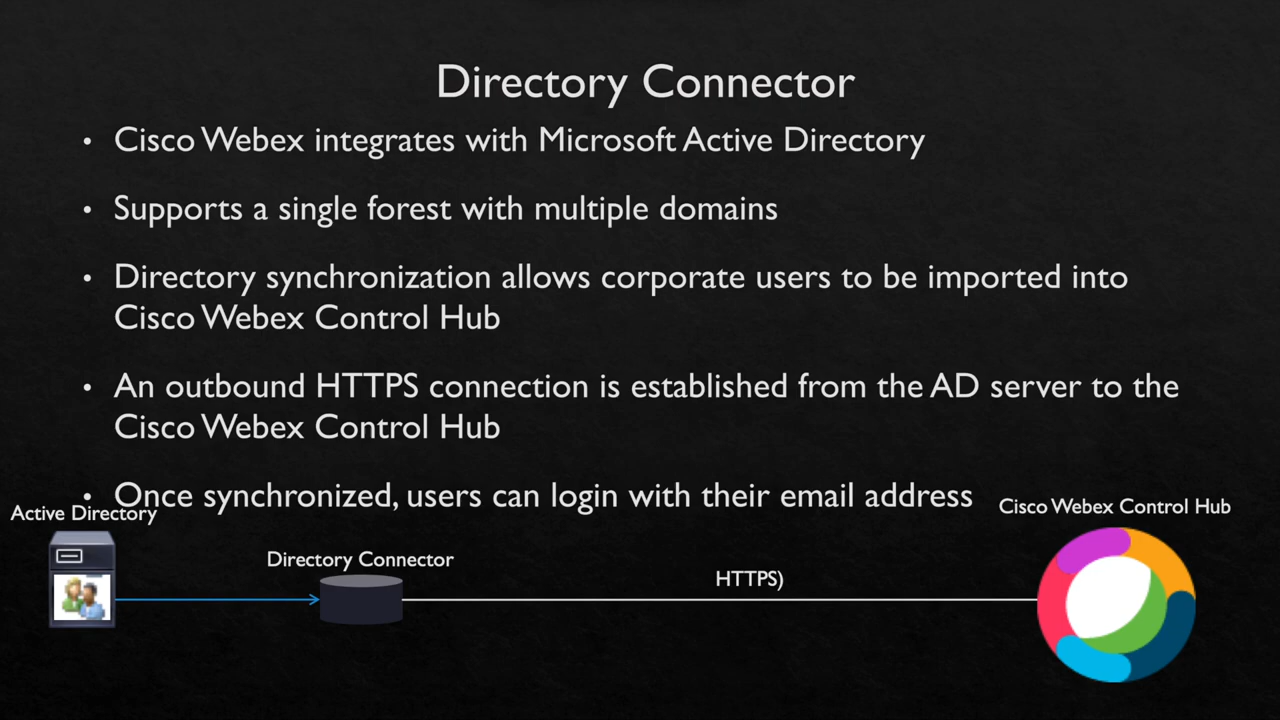 Directory Connector
• Cisco Webex integrates with Microsoft Active Directory
• Supports a single forest with multiple domains
• Directory synchronization allows corporate users to be imported into
Cisco Webex Control Hub
• An outbound HTTPS connection is established from the AD server to the
Cisco Webex Control Hub
• Once synchronized, users can login with their email address
Active Directory
Cisco Webex Control Hub
Directory Connector
HTTPS)